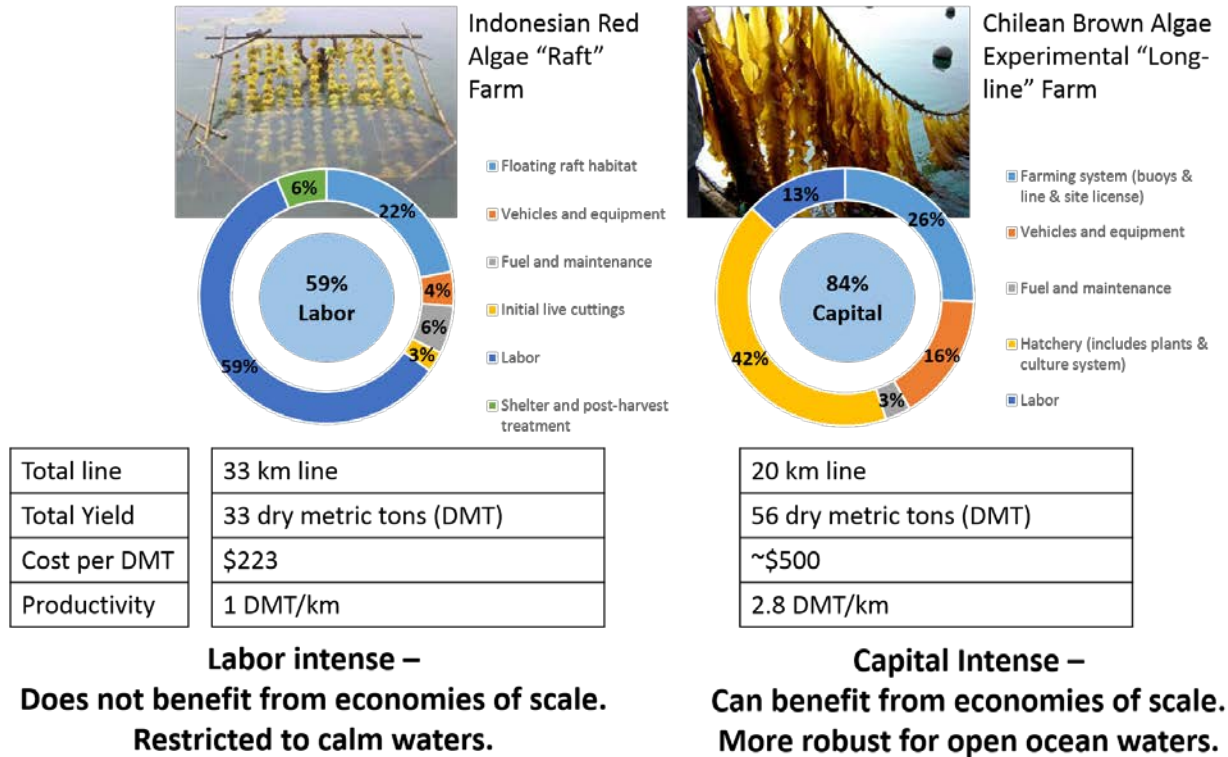 Indonesian Red
Algae “Raft”
Farm
Floating raft habitat
Vehicles and equipment
Fuel and maintenance
Initial live cuttings
Labor
Shelter and post-harvest
treatment
6%
22%
4%
6%
3%
59%
59%
Labor
Chilean Brown Algae
Experimental “Long-
line” Farm
Farming system (buoys &
line & site license)
Vehicles and equipment
Fuel and maintenance
Hatchery (includes plants &
culture system)
Labor
13%
26%
16%
3%
42%
84%
Capital
Total line
33 km line
20 km line
Total Yield
33 dry metric tons (DMT)
56 dry metric tons (DMT)
Cost per DMT
$223
~$500
Productivity
1 DMT/km
2.8 DMT/km
Labor intense –
Does not benefit from economies of scale.
Restricted to calm waters.
Capital Intense –
Can benefit from economies of scale.
More robust for open ocean waters.